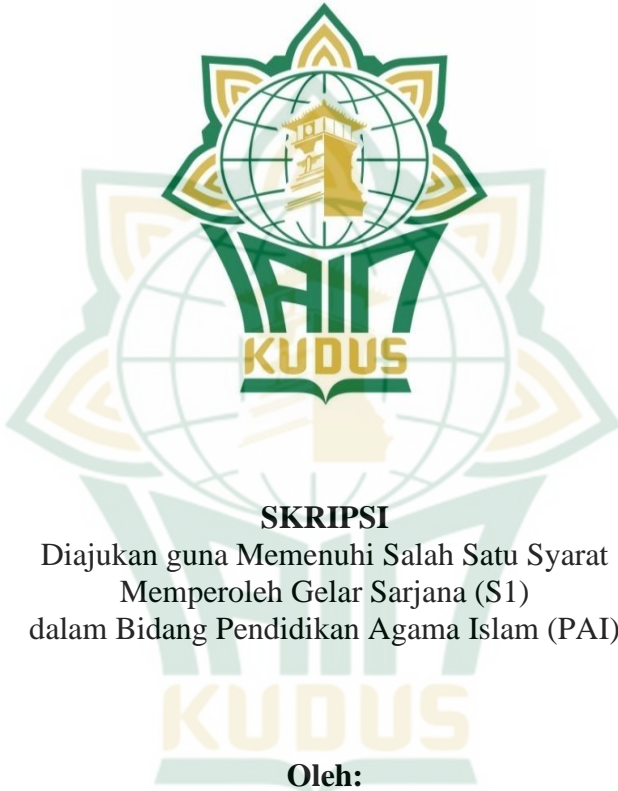 IAIN
KUDUS
SKRIPSI
Diajukan guna Memenuhi Salah Satu Syarat
Memperoleh Gelar Sarjana (S1)
dalam Bidang Pendidikan Agama Islam (PAI)
KUDUS
Oleh: